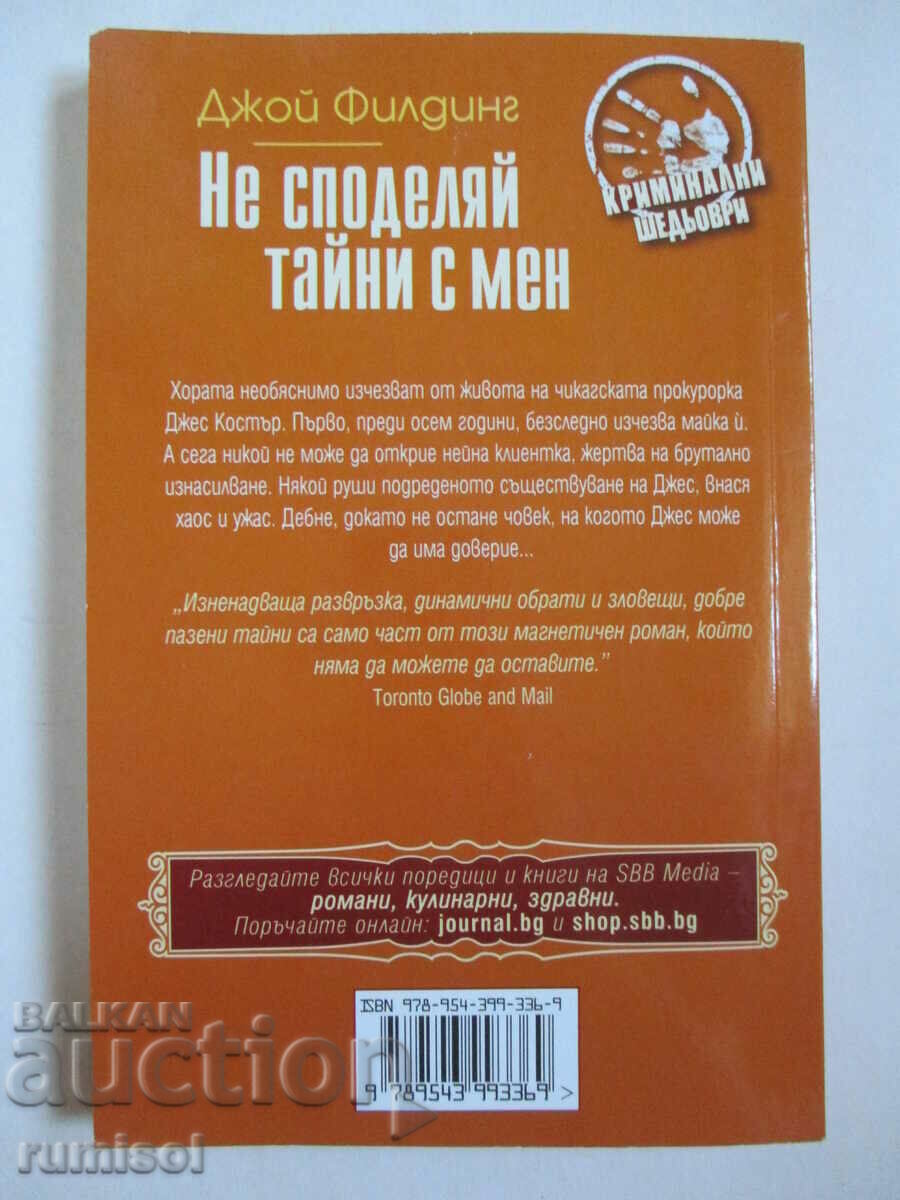 Джой Филдинг
Не споделяй
тайни с мен
КРИМИНАЛНИ
ШЕДЬОВРИ
Хората необяснимо изчезват от живота на чикагската прокурорка
Джес Костър. Първо, преди осем години, безследно изчезва майка ѝ.
А сега никой не може да открие нейна клиентка, жертва на брутално
изнасилване. Някой руши подреденото съществуване на Джес, внася
хаос и ужас. Дебне, докато не остане човек, на когото Джес може
да има доверие...
„Изненадваща развръзка, динамични обрати и зловещи, добре
пазени тайни са само част от този магнетичен роман, който
няма да можете да оставите.”
Toronto Globe and Mail
Разгледайте всички поредици и книги на SBB Media –
романи, кулинарни, здравни.
Поръчайте онлайн: journal.bg и shop.sbb.bg
ISBN 978-954-399-336-9
9 789543 993369 >
BALKAN
auction
rumisol